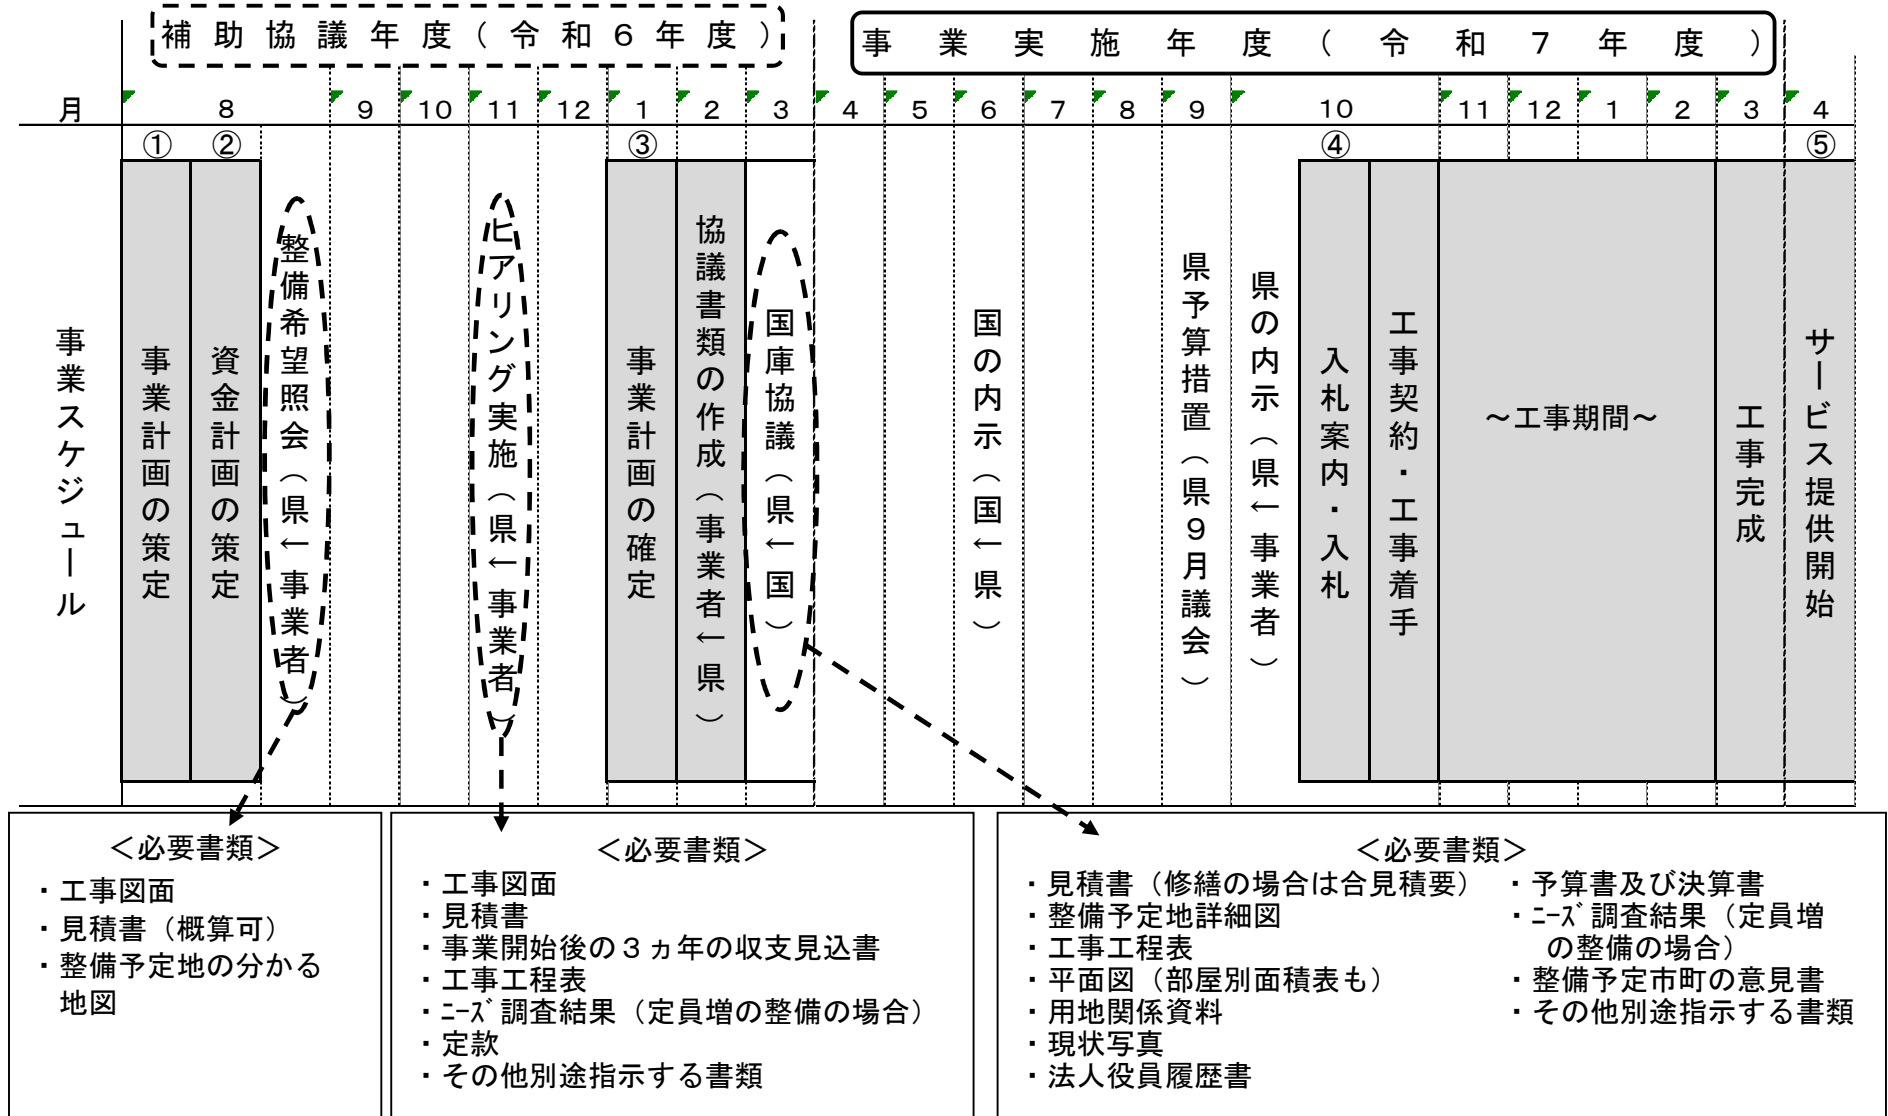 補助協議年度(令和６年度)
事業実施年度(令和７年度)
月 8 9 10 11 12 1 2 3 4 5 6 7 8 9 10 11 12 1 2 3 4
① ② ③ ④ ⑤
事業スケジュール
事業計画の策定
資金計画の策定
整備希望照会（県←事業者）
ヒアリング実施（県←事業者）
事業計画の確定
協議書類の作成（事業者←県）
国庫協議（県←国）
国の内示（国←県）
県予算措置（県９月議会）
県の内示（県←事業者）
入札案内・入札
工事契約・工事着手
～工事期間～
工事完成
サービス提供開始
＜必要書類＞
・工事図面
・見積書（概算可）
・整備予定地の分かる
地図
＜必要書類＞
・工事図面
・見積書
・事業開始後の３ヵ年の収支見込書
・工事工程表
・ﾆｰｽﾞ調査結果（定員増の整備の場合）
・定款
・その他別途指示する書類
＜必要書類＞
・見積書（修繕の場合は合見積要）
・整備予定地詳細図
・工事工程表
・平面図（部屋別面積表も）
・用地関係資料
・現状写真
・法人役員履歴書
・予算書及び決算書
・ﾆｰｽﾞ調査結果（定員増
の整備の場合）
・整備予定市町の意見書
・その他別途指示する書類